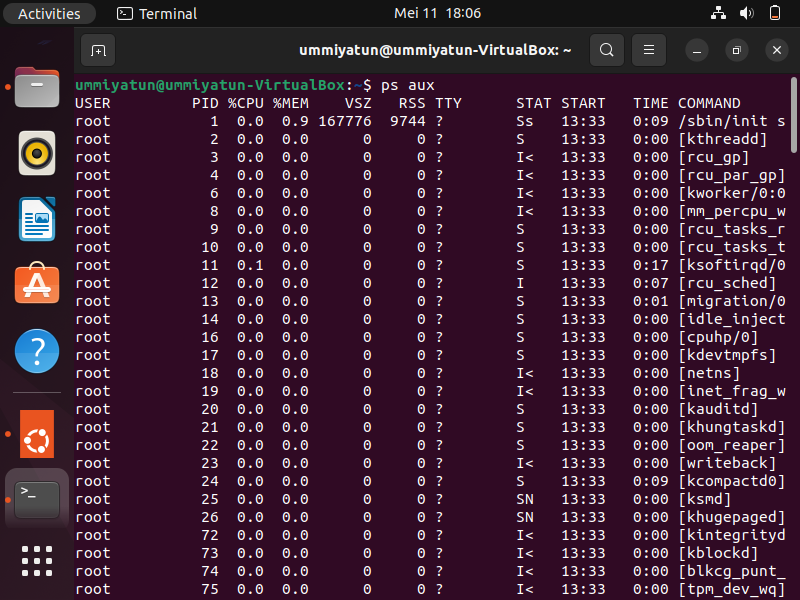 Activities Terminal Mei 11 18:06
ummiyatun@ummiyatun-VirtualBox: ~
ummiyatun@ummiyatun-VirtualBox:~$ ps aux
USER PID %CPU %MEM VSZ RSS TTY STAT START TIME COMMAND
root 1 0.0 0.9 167776 9744 ? Ss 13:33 0:09 /sbin/init s
root 2 0.0 0.0 0 0 ? S 13:33 0:00 [kthreadd]
root 3 0.0 0.0 0 0 ? I< 13:33 0:00 [rcu_gp]
root 4 0.0 0.0 0 0 ? I< 13:33 0:00 [rcu_par_gp]
root 6 0.0 0.0 0 0 ? I< 13:33 0:00 [kworker/0:0
root 8 0.0 0.0 0 0 ? I< 13:33 0:00 [mm_percpu_w
root 9 0.0 0.0 0 0 ? S 13:33 0:00 [rcu_tasks_r
root 10 0.0 0.0 0 0 ? S 13:33 0:00 [rcu_tasks_t
root 11 0.1 0.0 0 0 ? S 13:33 0:17 [ksoftirqd/0
root 12 0.0 0.0 0 0 ? I 13:33 0:07 [rcu_sched]
root 13 0.0 0.0 0 0 ? S 13:33 0:01 [migration/0
root 14 0.0 0.0 0 0 ? S 13:33 0:00 [idle_inject
root 16 0.0 0.0 0 0 ? S 13:33 0:00 [cpuhp/0]
root 17 0.0 0.0 0 0 ? S 13:33 0:00 [kdevtmpfs]
root 18 0.0 0.0 0 0 ? I< 13:33 0:00 [netns]
root 19 0.0 0.0 0 0 ? I< 13:33 0:00 [inet_frag_w
root 20 0.0 0.0 0 0 ? S 13:33 0:00 [kauditd]
root 21 0.0 0.0 0 0 ? S 13:33 0:00 [khungtaskd]
root 22 0.0 0.0 0 0 ? S 13:33 0:00 [oom_reaper]
root 23 0.0 0.0 0 0 ? I< 13:33 0:00 [writeback]
root 24 0.0 0.0 0 0 ? S 13:33 0:09 [kcompactd0]
root 25 0.0 0.0 0 0 ? SN 13:33 0:00 [ksmd]
root 26 0.0 0.0 0 0 ? SN 13:33 0:00 [khugepaged]
root 72 0.0 0.0 0 0 ? I< 13:33 0:00 [kintegrityd
root 73 0.0 0.0 0 0 ? I< 13:33 0:00 [kblockd]
root 74 0.0 0.0 0 0 ? I< 13:33 0:00 [blkcg_punt_
root 75 0.0 0.0 0 0 ? I< 13:33 0:00 [tpm_dev_wq]